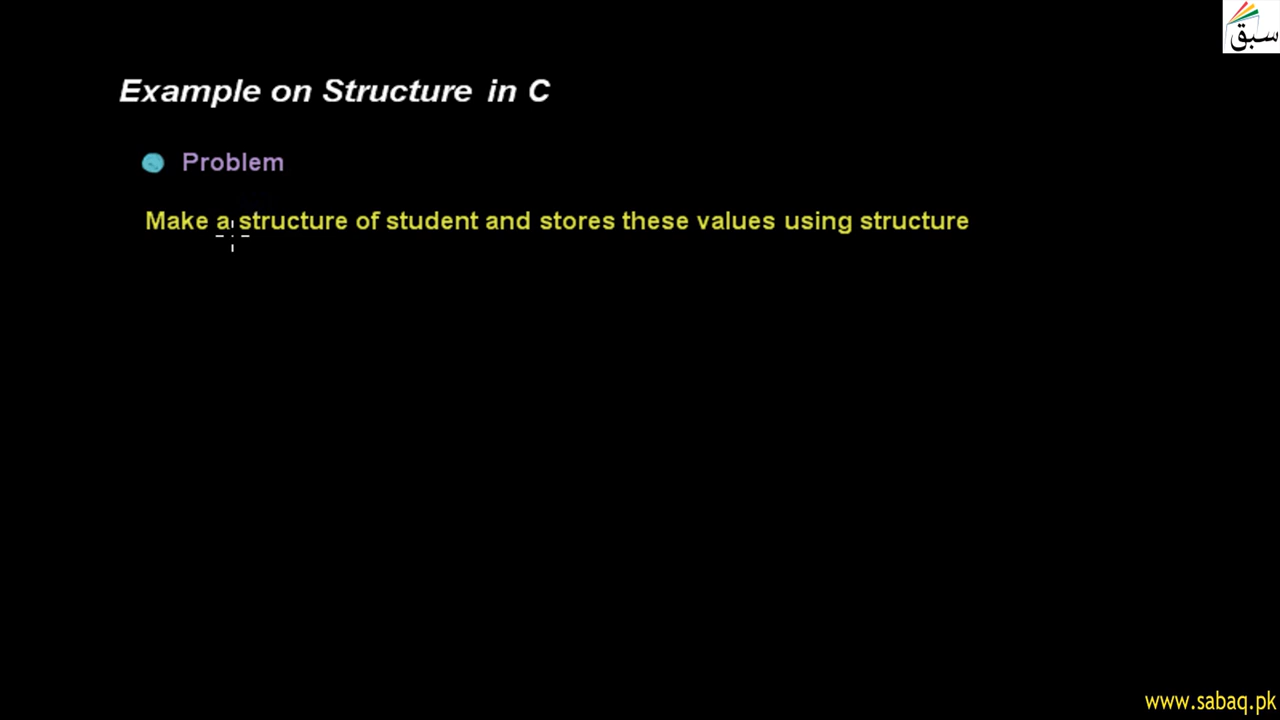 سبق
Example on Structure in C
Problem
Make a structure of student and stores these values using structure
www.sabaq.pk